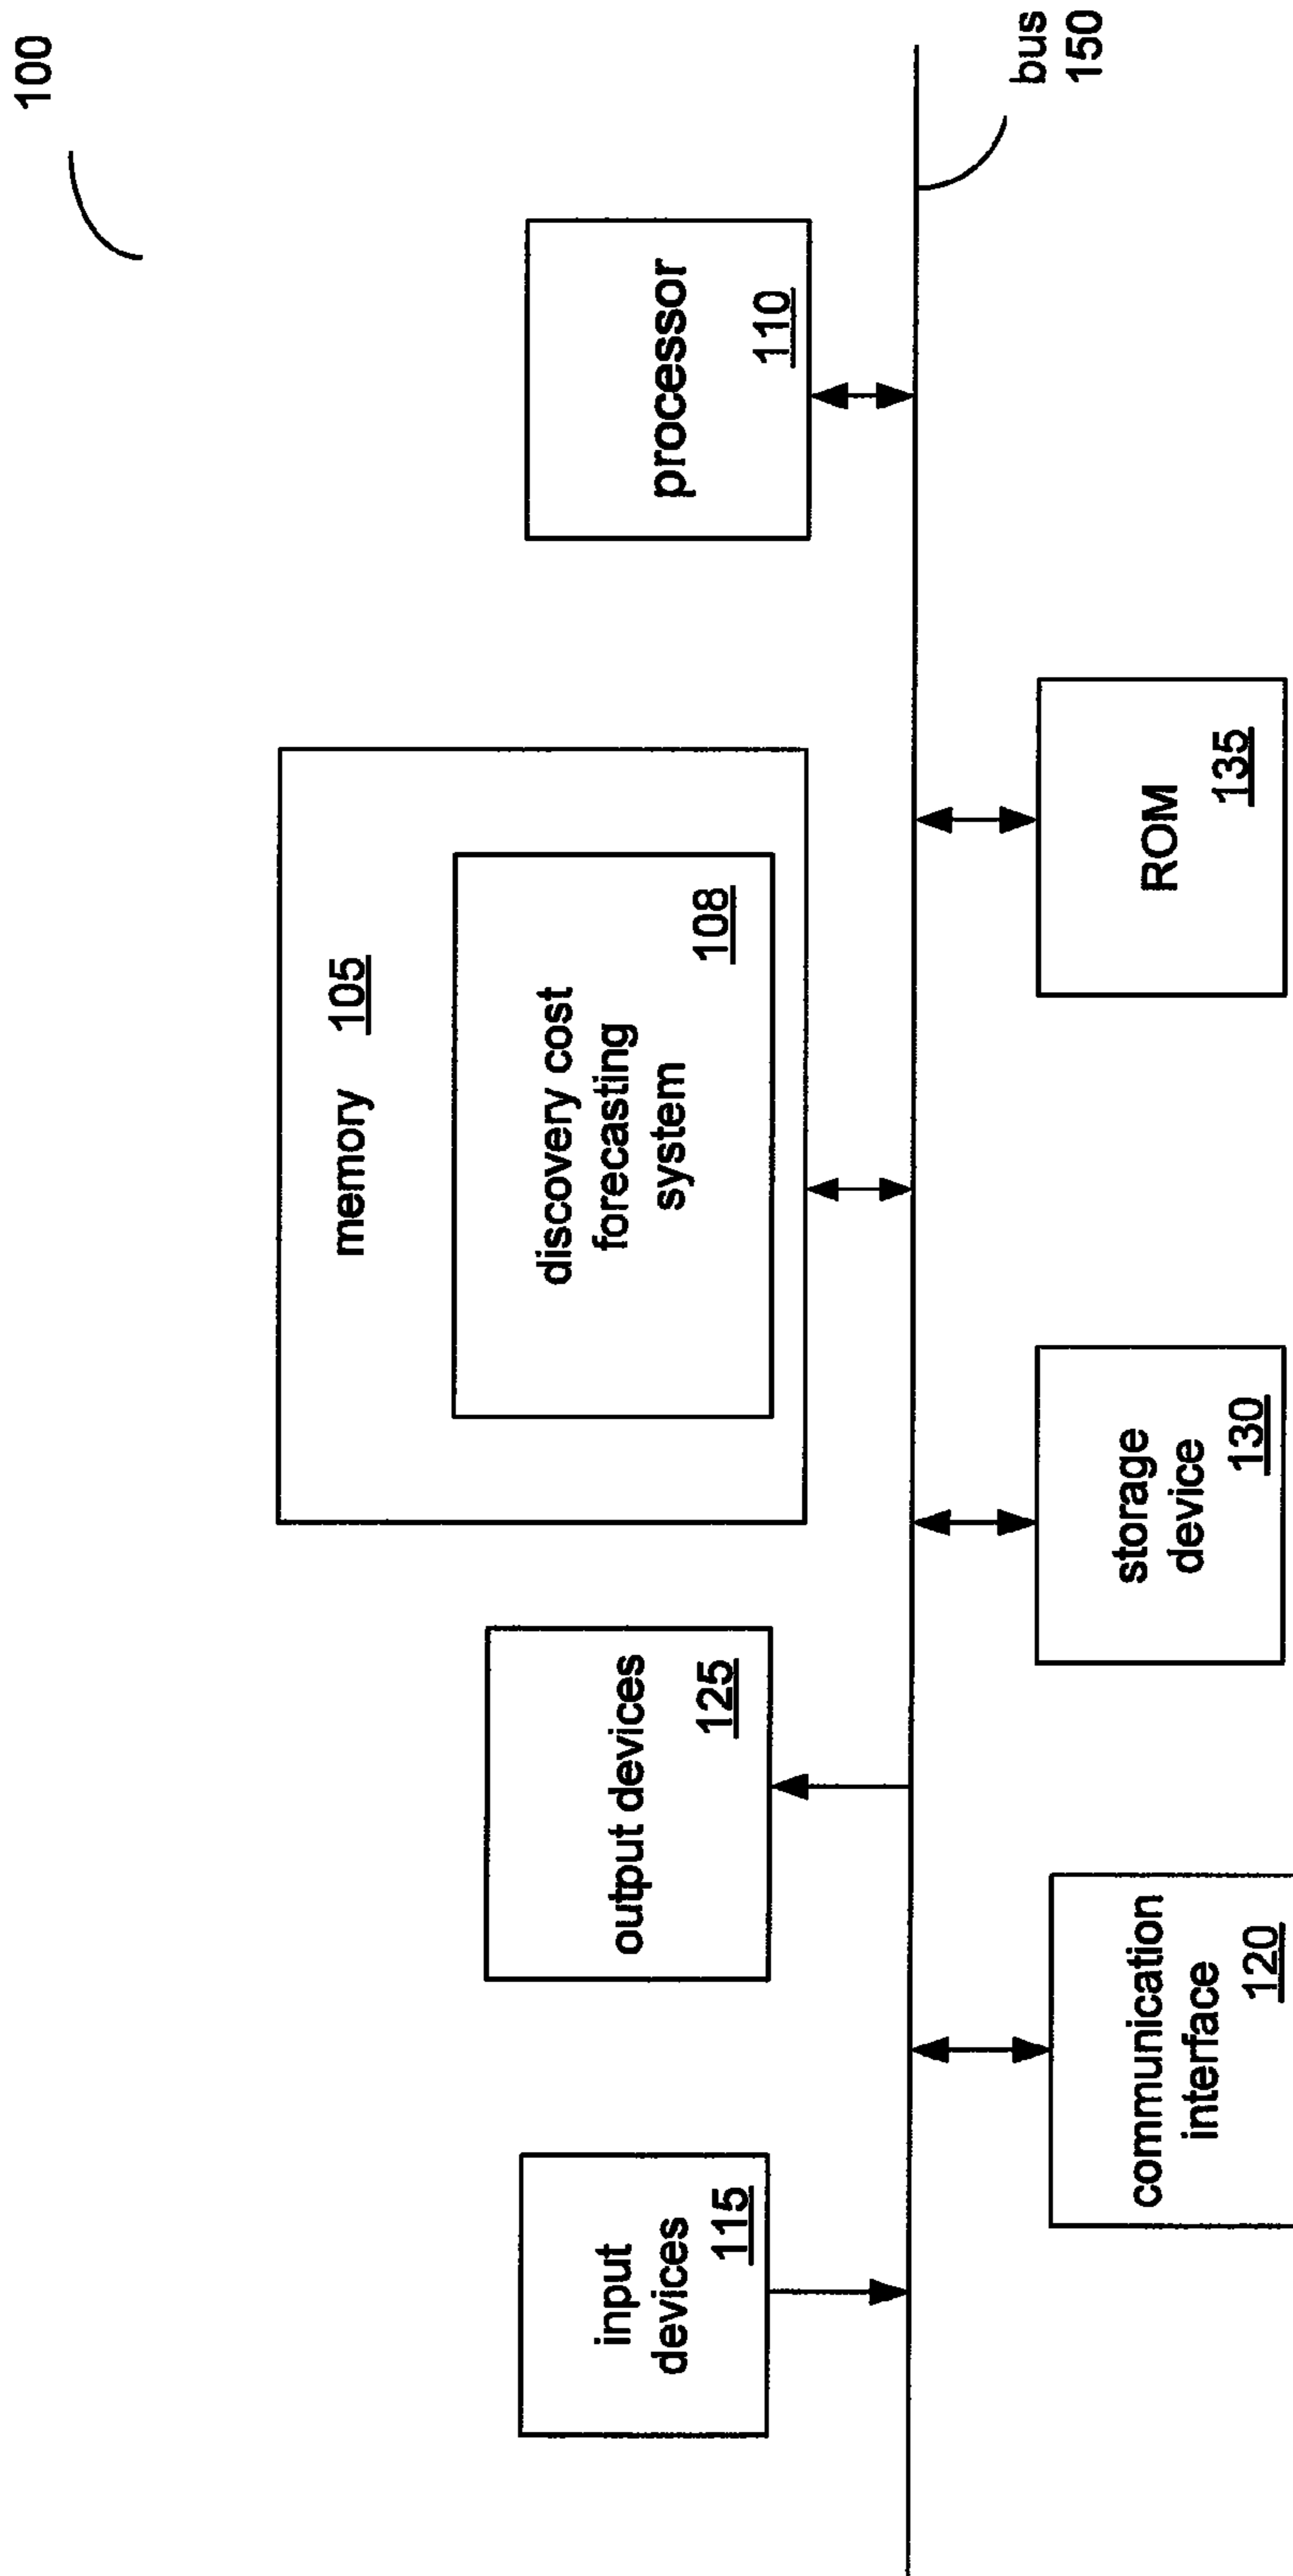 100
input
devices
115
output devices
125
memory 105
discovery cost
forecasting
system
108
processor
110
bus
150
communication
interface
120
storage
device
130
ROM
135